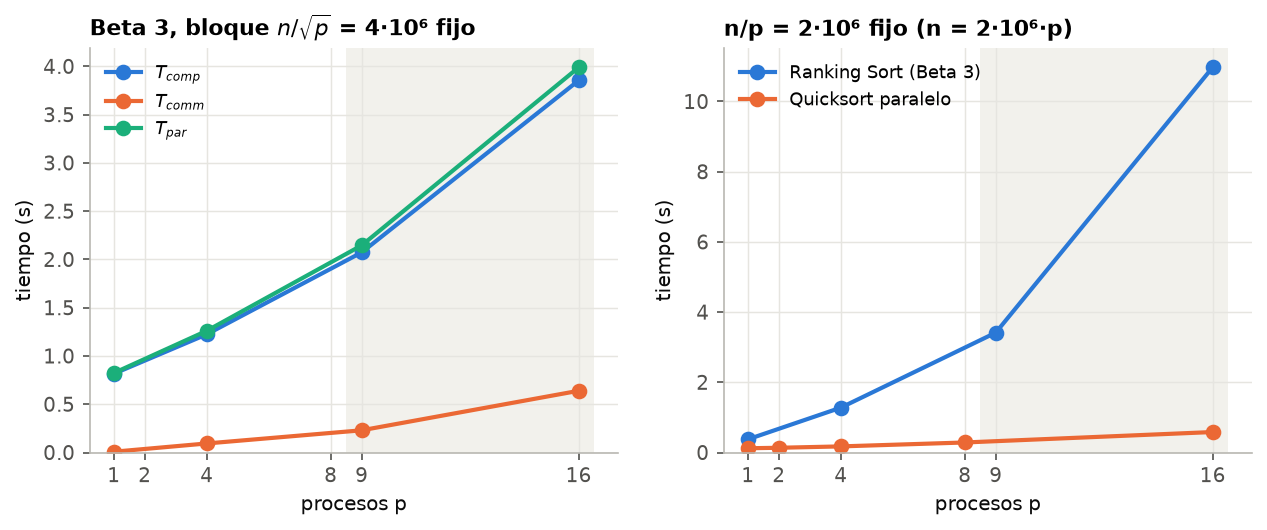 Beta 3, bloque n/√p = 4·10⁶ fijo
T_comp
T_comm
T_par
4.0
3.5
3.0
2.5
2.0
1.5
1.0
0.5
0.0
tiempo (s)
1 2 4 8 9 16
procesos p
n/p = 2·10⁶ fijo (n = 2·10⁶·p)
Ranking Sort (Beta 3)
Quicksort paralelo
10
8
6
4
2
0
tiempo (s)
1 2 4 8 9 16
procesos p